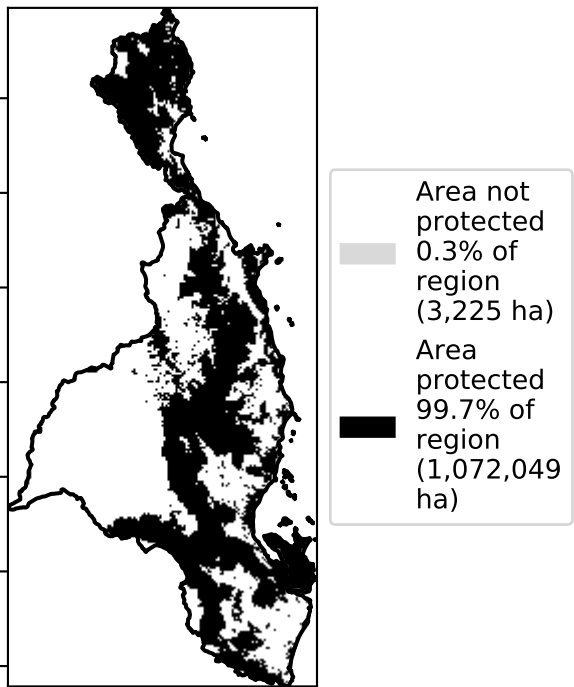 Area not
protected
0.3% of
region
(3,225 ha)
Area
protected
99.7% of
region
(1,072,049
ha)